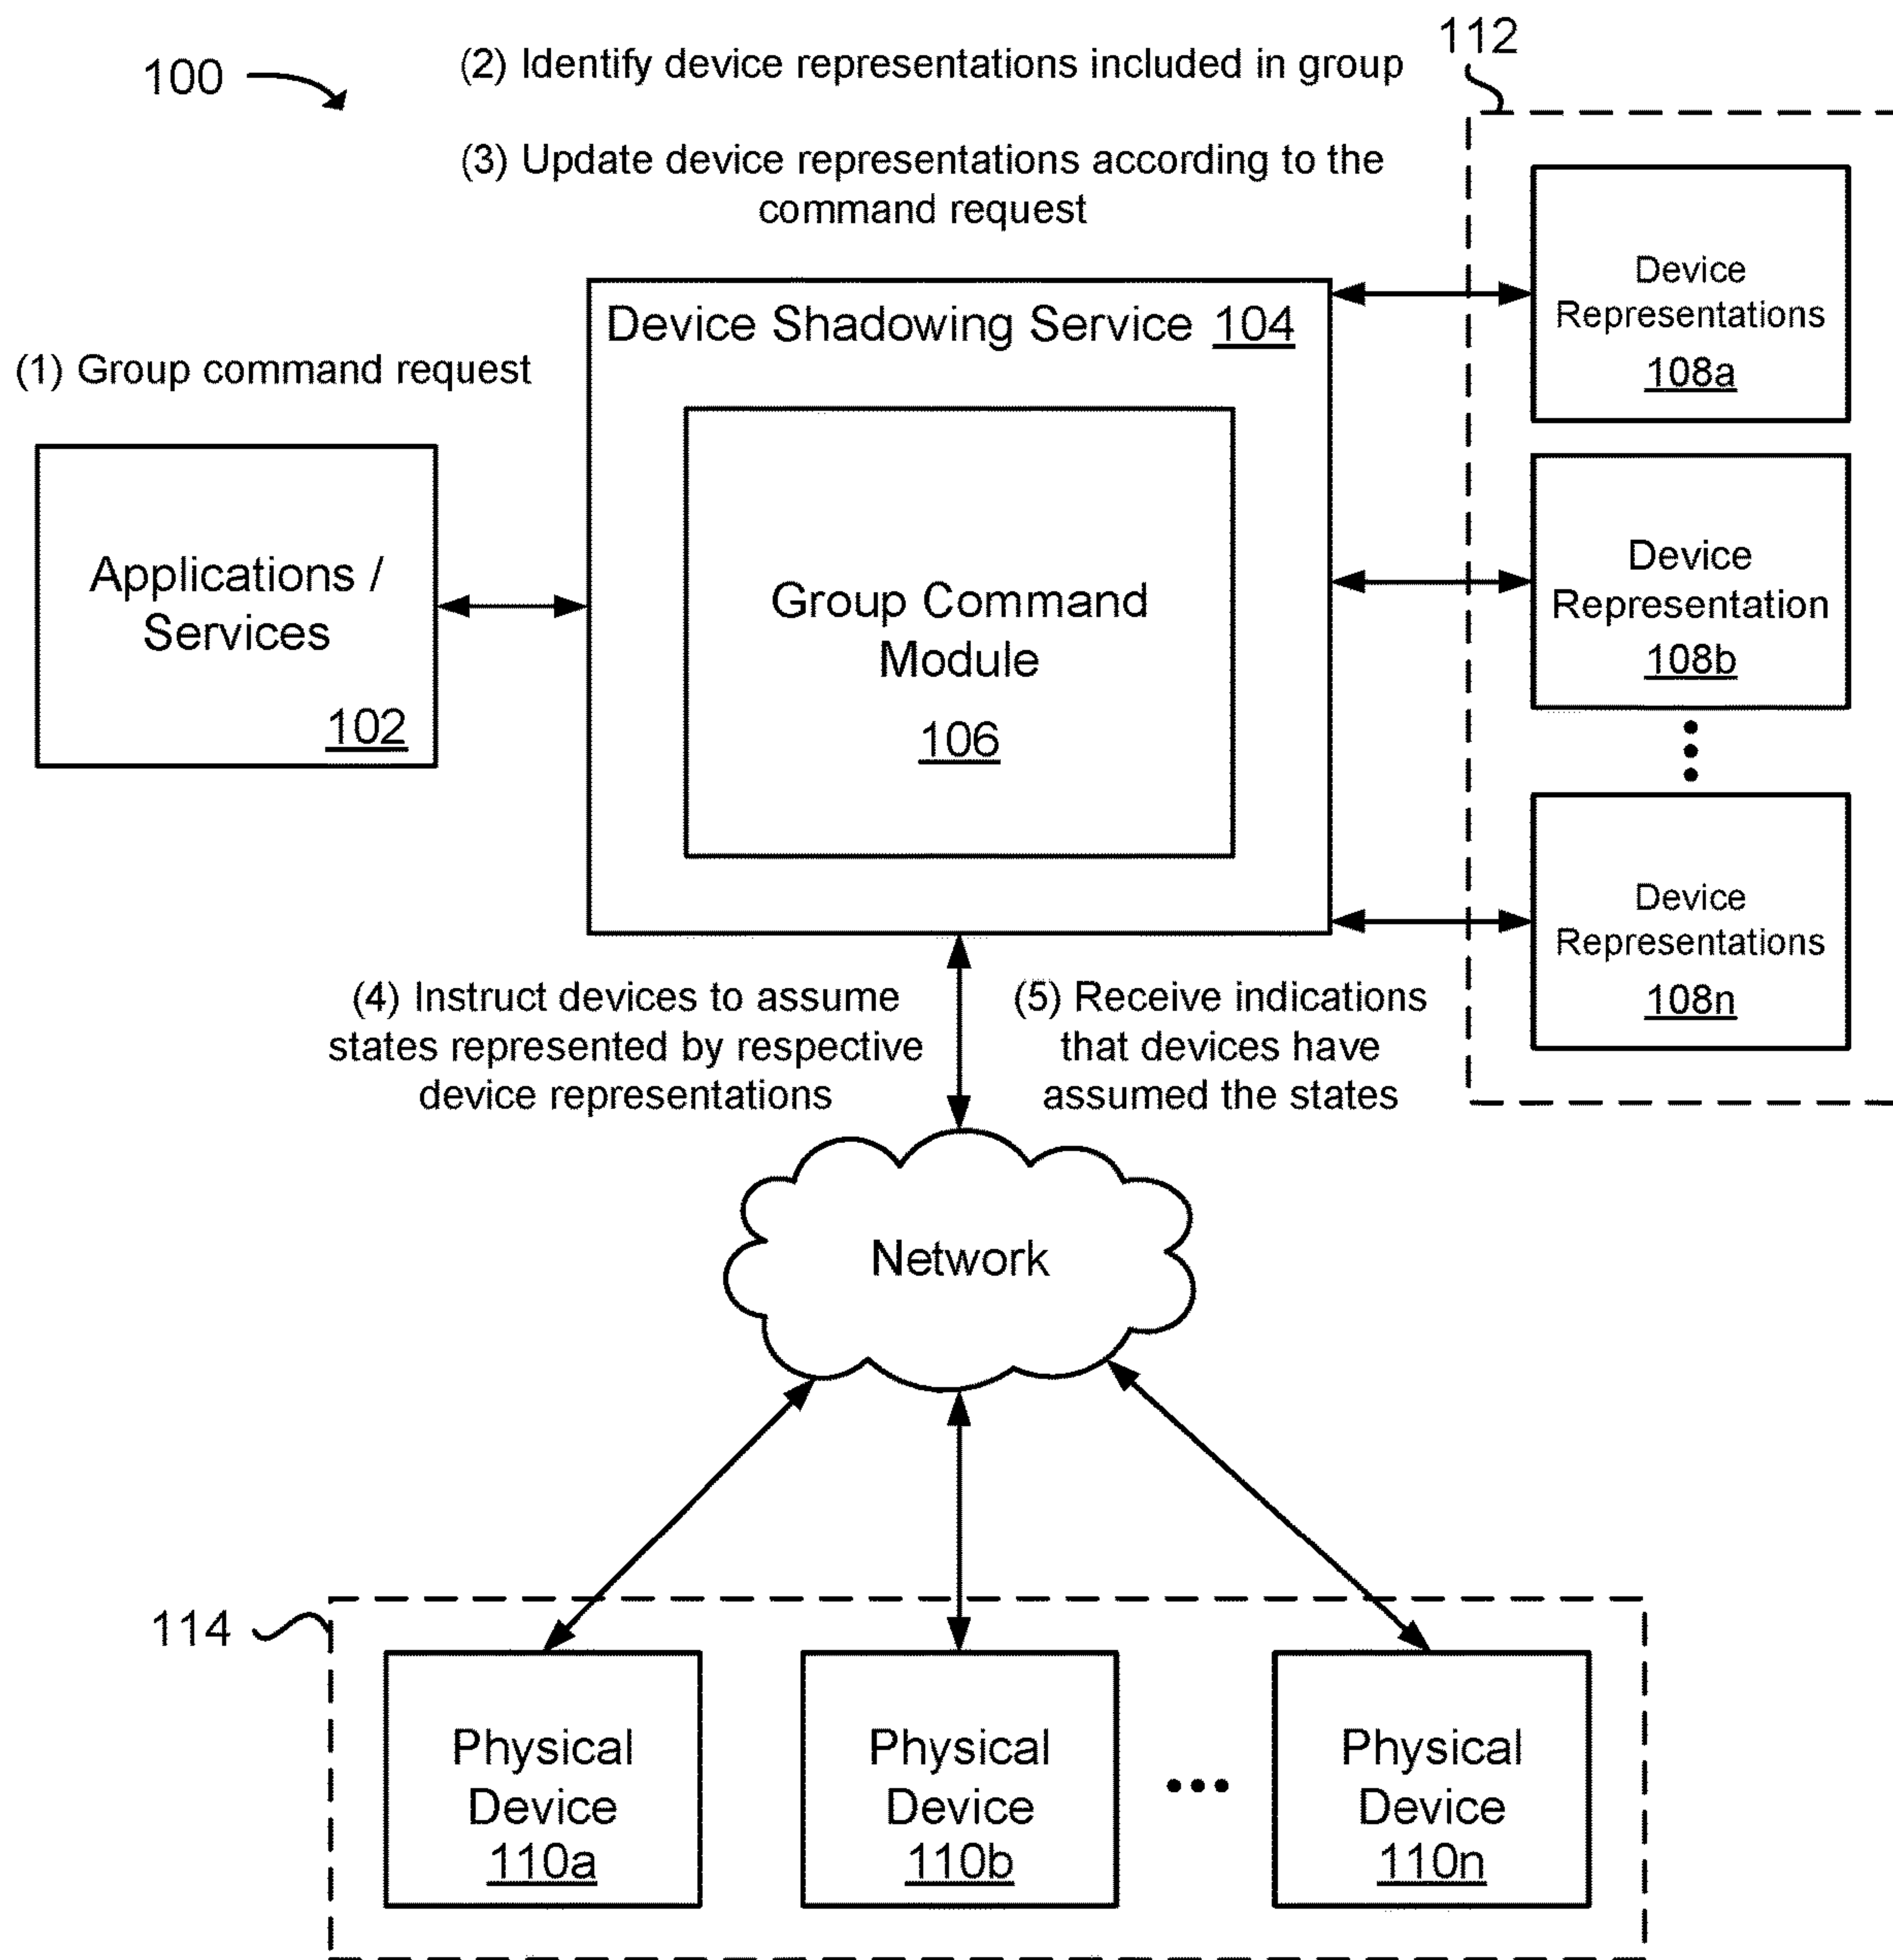 100
(2) Identify device representations included in group
112
(3) Update device representations according to the
command request
(1) Group command request
Applications /
Services
102
Device Shadowing Service 104
Group Command
Module
106
Device
Representations
108a
Device
Representation
108b
Device
Representations
108n
(4) Instruct devices to assume
states represented by respective
device representations
(5) Receive indications
that devices have
assumed the states
Network
114
Physical
Device
110a
Physical
Device
110b
Physical
Device
110n